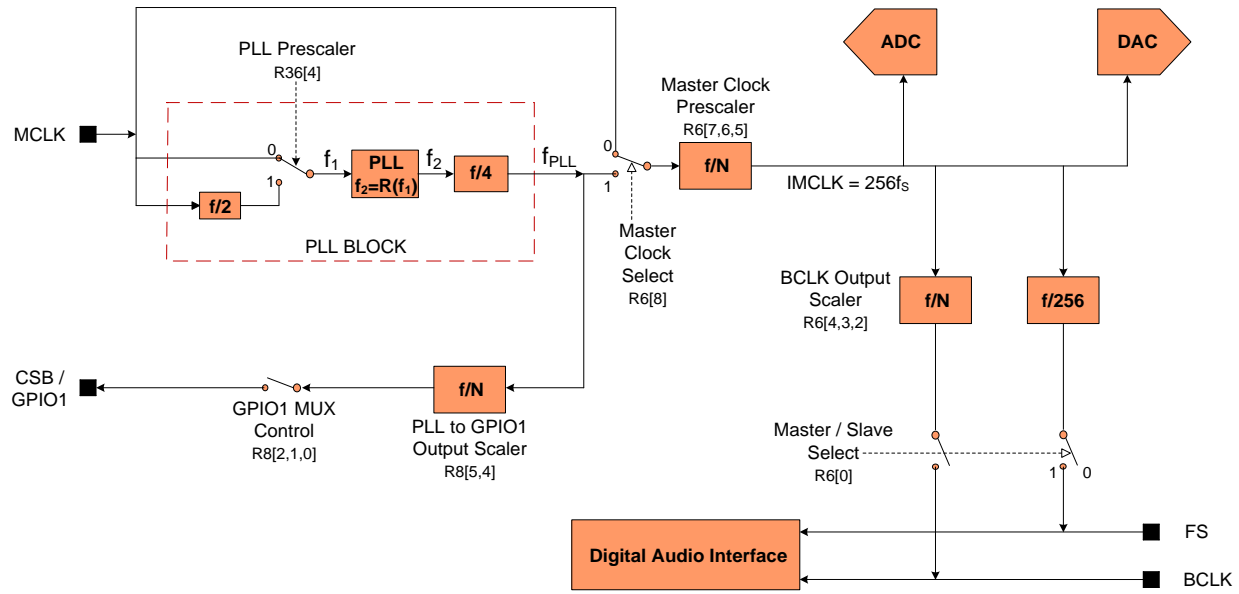 PLL Prescaler
R36[4]
MCLK
0
1
f/2
f1
PLL
f2=R(f1)
f2
f/4
fPLL
PLL BLOCK
0
1
Master Clock
Select
R6[8]
Master Clock
Prescaler
R6[7,6,5]
f/N
IMCLK = 256fS
ADC
DAC
BCLK Output
Scaler
R6[4,3,2]
f/N
f/256
CSB /
GPIO1
GPIO1 MUX
Control
R8[2,1,0]
f/N
PLL to GPIO1
Output Scaler
R8[5,4]
Master / Slave
Select
R6[0]
1
0
Digital Audio Interface
FS
BCLK